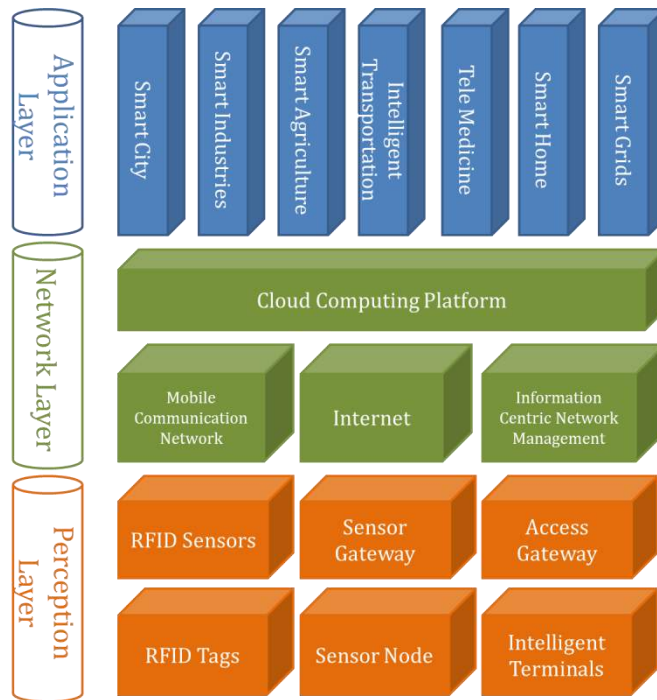 Application
Layer
Smart City
Smart Industries
Smart Agriculture
Intelligent
Transportation
Tele Medicine
Smart Home
Smart Grids
Network Layer
Cloud Computing Platform
Mobile
Communication
Network
Internet
Information
Centric Network
Management
Perception
Layer
RFID Sensors
Sensor
Gateway
Access
Gateway
RFID Tags
Sensor Node
Intelligent
Terminals